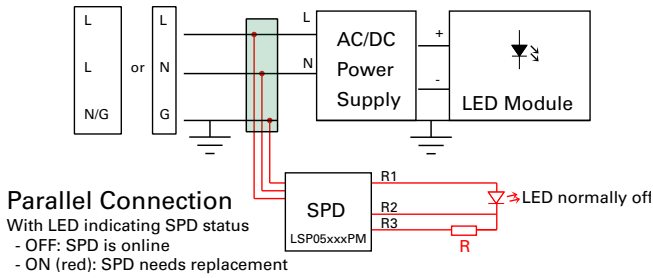 L
L
N/G
or
L
N
G
L
N
AC/DC
Power
Supply
+
-
LED Module
SPD
LSP05xxxPM
R1
R2
R3
R
LED normally off
Parallel Connection
With LED indicating SPD status
- OFF: SPD is online
- ON (red): SPD needs replacement